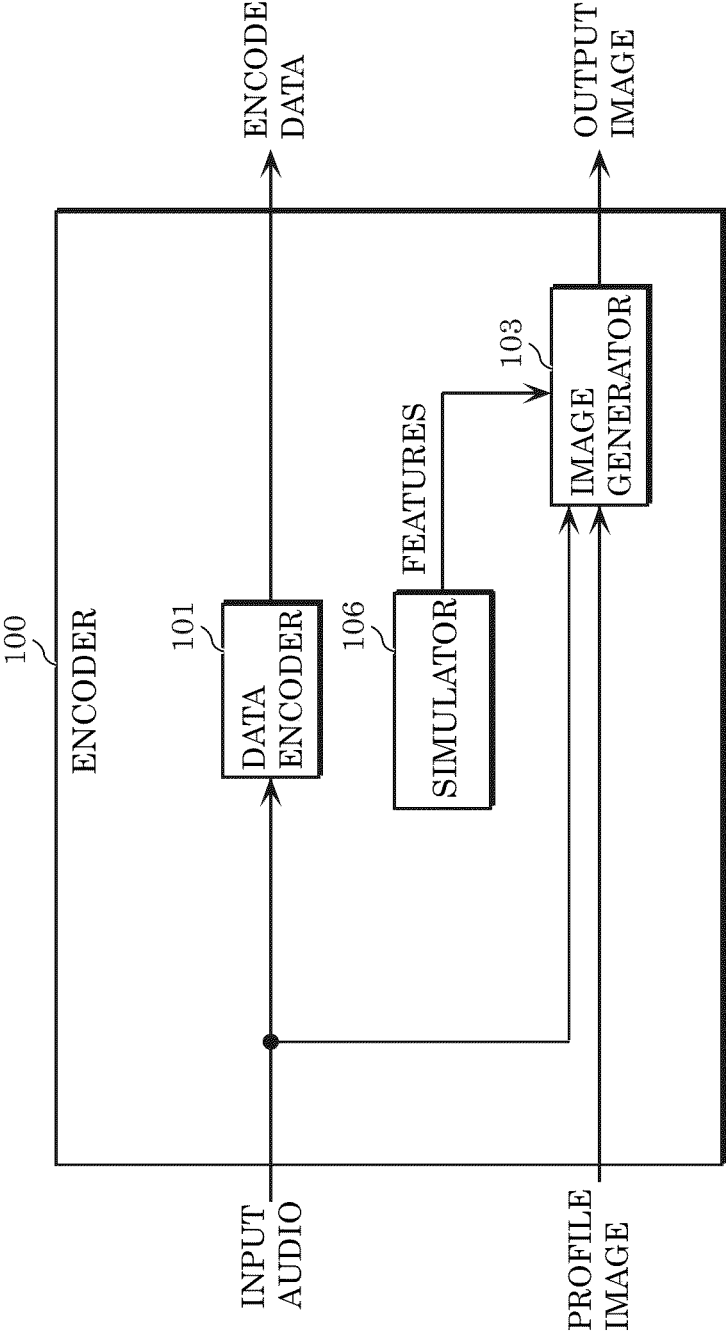 100
ENCODER
INPUT
AUDIO
101
DATA
ENCODER
ENCODE
DATA
106
SIMULATOR
FEATURES
103
IMAGE
GENERATOR
PROFILE
IMAGE
OUTPUT
IMAGE